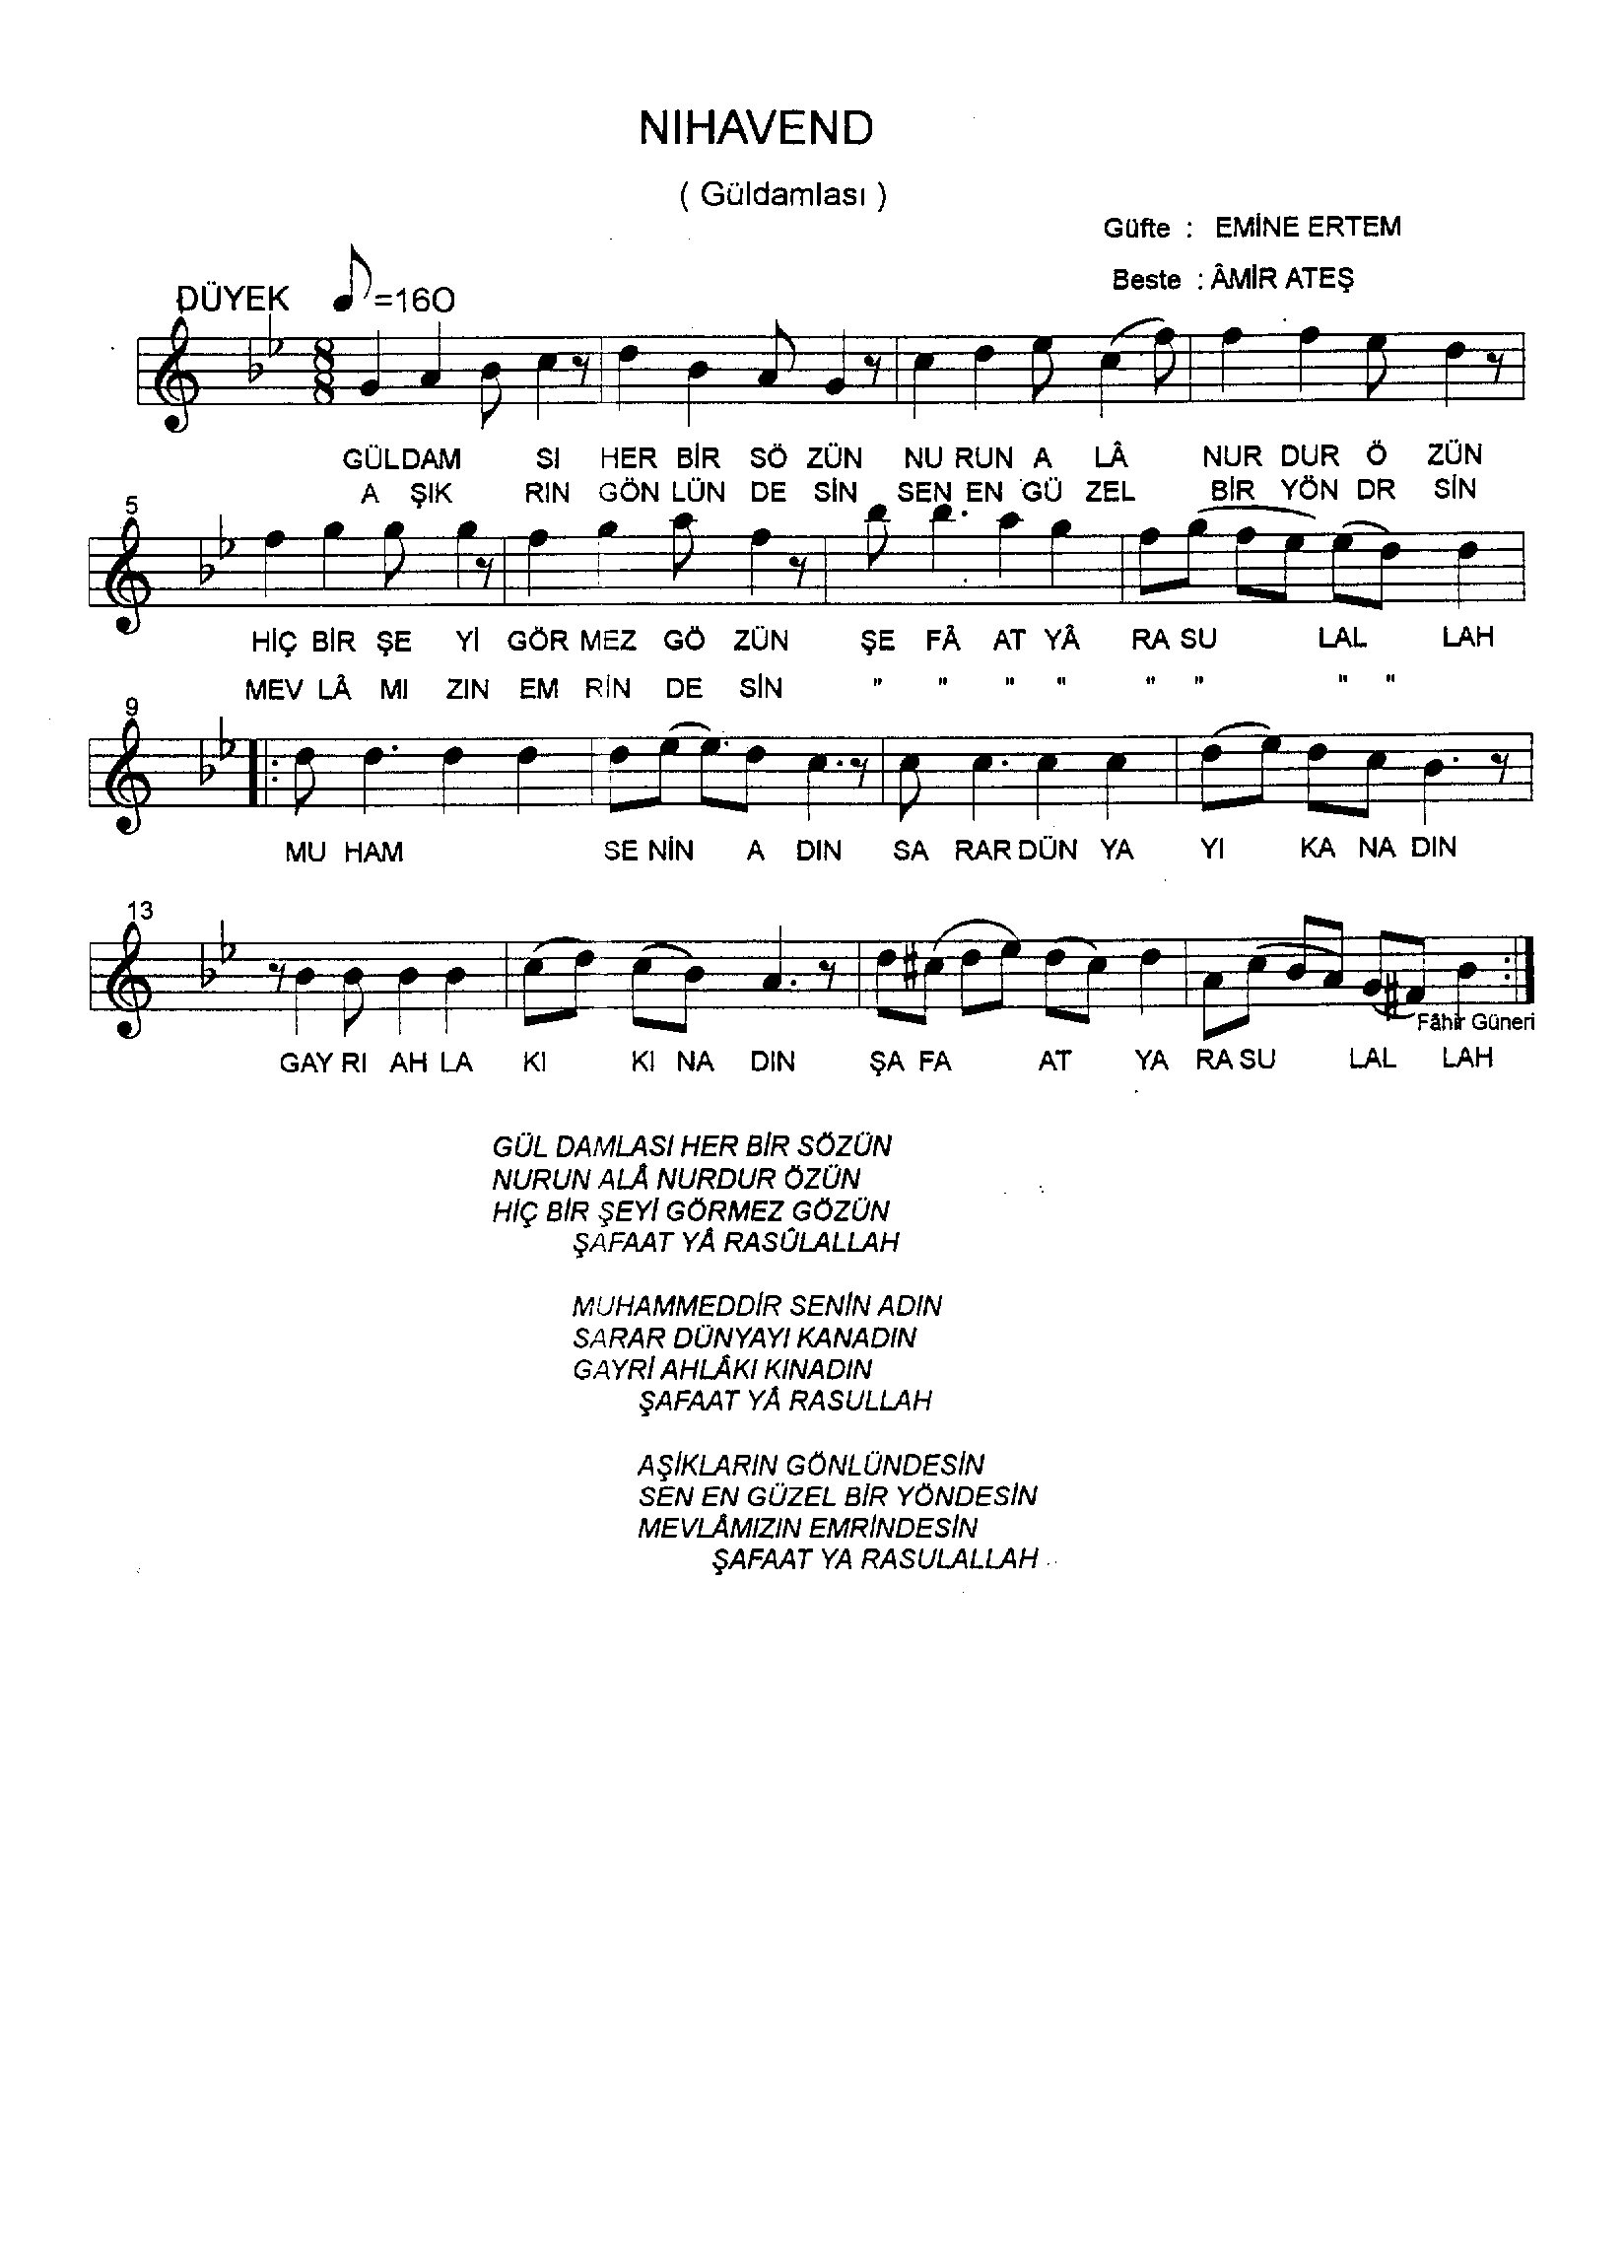 NIHAVEND
( Güldamlası )
Güfte : EMİNE ERTEM
Beste : ÂMİR ATEŞ
DÜYEK =16O
8
8
GÜLDAM SI HER BİR SÖ ZÜN NU RUN A LÂ NUR DUR Ö ZÜN
A ŞIK RIN GÖN LÜN DE SİN SEN EN GÜ ZEL BİR YÖN DR SİN
5
HİÇ BİR ŞE Yİ GÖR MEZ GÖ ZÜN ŞE FÂ AT YÂ RA SU LAL LAH
MEV LÂ MI ZIN EM RİN DE SİN " " " " " " " "
9
MU HAM SE NİN A DIN SA RAR DÜN YA YI KA NA DIN
13
Fâhir Güneri
GAY RI AH LA KI KI NA DIN ŞA FA AT YA RA SU LAL LAH
GÜL DAMLASI HER BİR SÖZÜN
NURUN ALÂ NURDUR ÖZÜN
HİÇ BİR ŞEYİ GÖRMEZ GÖZÜN
ŞAFAAT YÂ RASÛLALLAH
MUHAMMEDDİR SENİN ADIN
SARAR DÜNYAYI KANADIN
GAYRİ AHLÂKI KINADIN
ŞAFAAT YÂ RASULLAH
AŞİKLARIN GÖNLÜNDESİN
SEN EN GÜZEL BİR YÖNDESİN
MEVLÂMIZIN EMRİNDESİN
ŞAFAAT YA RASULALLAH